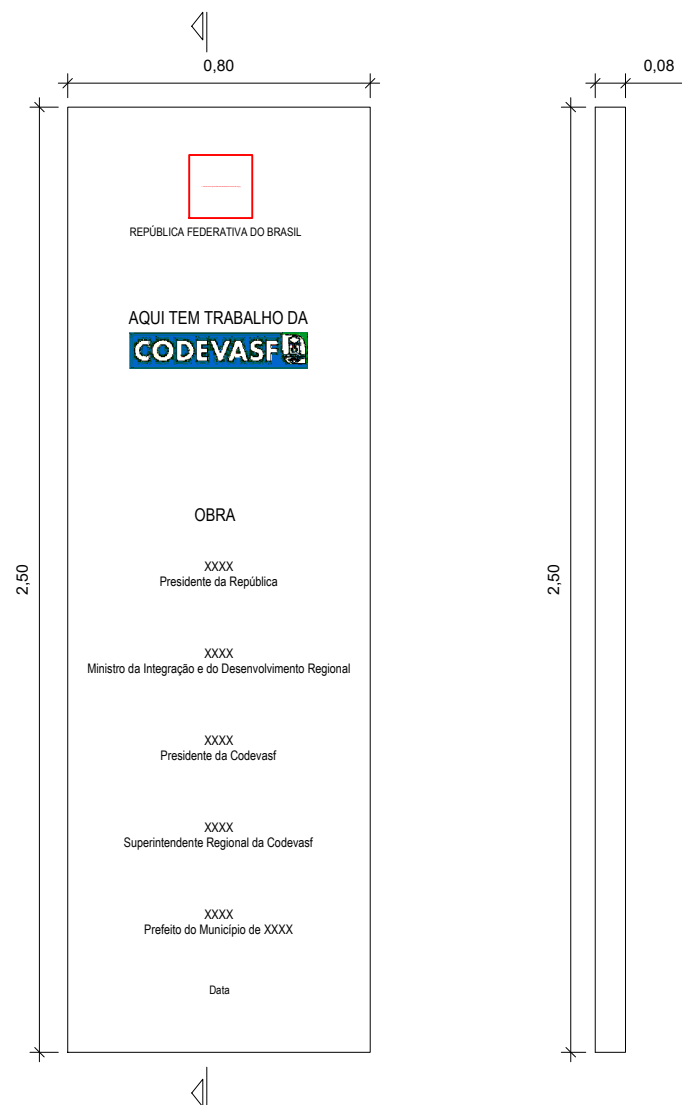 0,80
0,08
REPÚBLICA FEDERATIVA DO BRASIL
AQUI TEM TRABALHO DA
CODEVASF
OBRA
XXXX
Presidente da República
2,50
2,50
XXXX
Ministro da Integração e do Desenvolvimento Regional
XXXX
Presidente da Codevasf
XXXX
Superintendente Regional da Codevasf
XXXX
Prefeito do Município de XXXX
Data